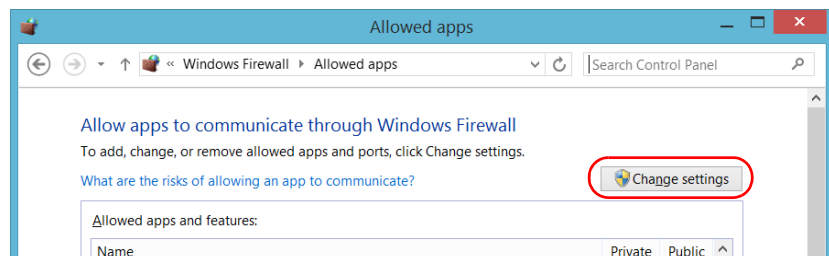 Allowed apps
« Windows Firewall ▸ Allowed apps
Search Control Panel
Allow apps to communicate through Windows Firewall
To add, change, or remove allowed apps and ports, click Change settings.
What are the risks of allowing an app to communicate?
Change settings
Allowed apps and features:
Name Private Public